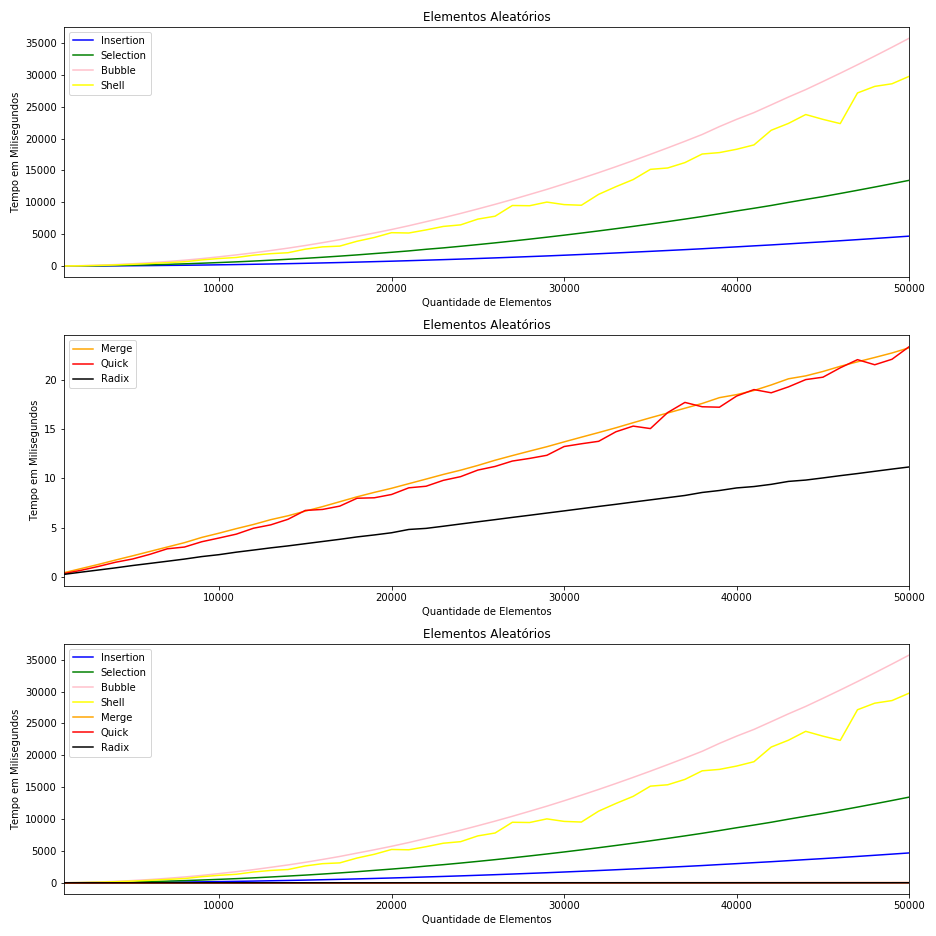 Elementos Aleatórios
Insertion
Selection
Bubble
Shell
35000
30000
25000
20000
15000
10000
5000
0
Tempo em Milisegundos
10000 20000 30000 40000 50000
Quantidade de Elementos
Elementos Aleatórios
Merge
Quick
Radix
20
15
10
5
0
Tempo em Milisegundos
10000 20000 30000 40000 50000
Quantidade de Elementos
Elementos Aleatórios
Insertion
Selection
Bubble
Shell
Merge
Quick
Radix
35000
30000
25000
20000
15000
10000
5000
0
Tempo em Milisegundos
10000 20000 30000 40000 50000
Quantidade de Elementos